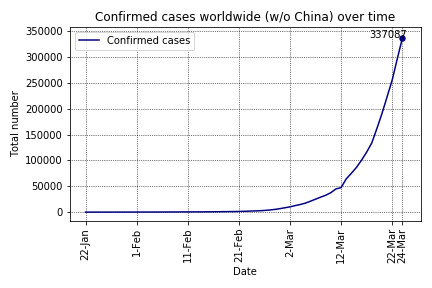 Confirmed cases worldwide (w/o China) over time
350000
300000
250000
200000
150000
100000
50000
0
Total number
Confirmed cases
337087
22-Jan
1-Feb
11-Feb
21-Feb
2-Mar
12-Mar
22-Mar
24-Mar
Date